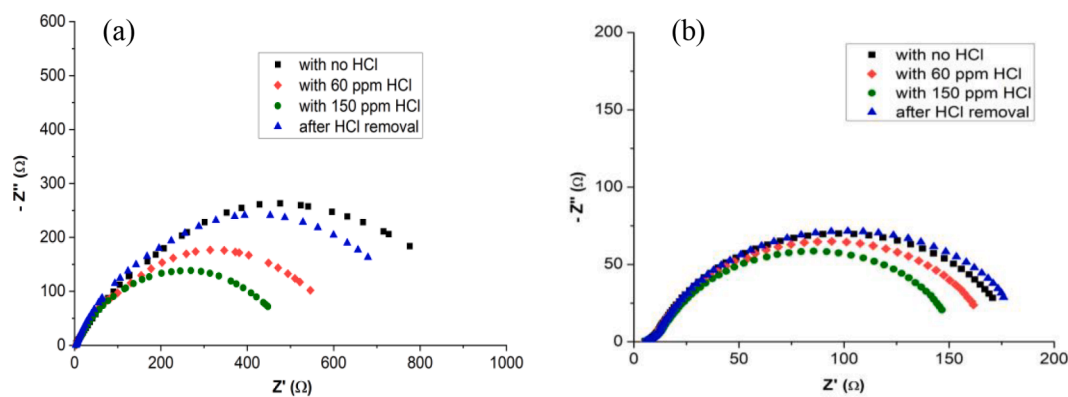 (a)
600
500
400
300
200
100
0
- Z'' (Ω)
with no HCl
with 60 ppm HCl
with 150 ppm HCl
after HCl removal
0 200 400 600 800 1000
Z' (Ω)
(b)
200
150
100
50
0
- Z'' (Ω)
with no HCl
with 60 ppm HCl
with 150 ppm HCl
after HCl removal
0 50 100 150 200
Z' (Ω)